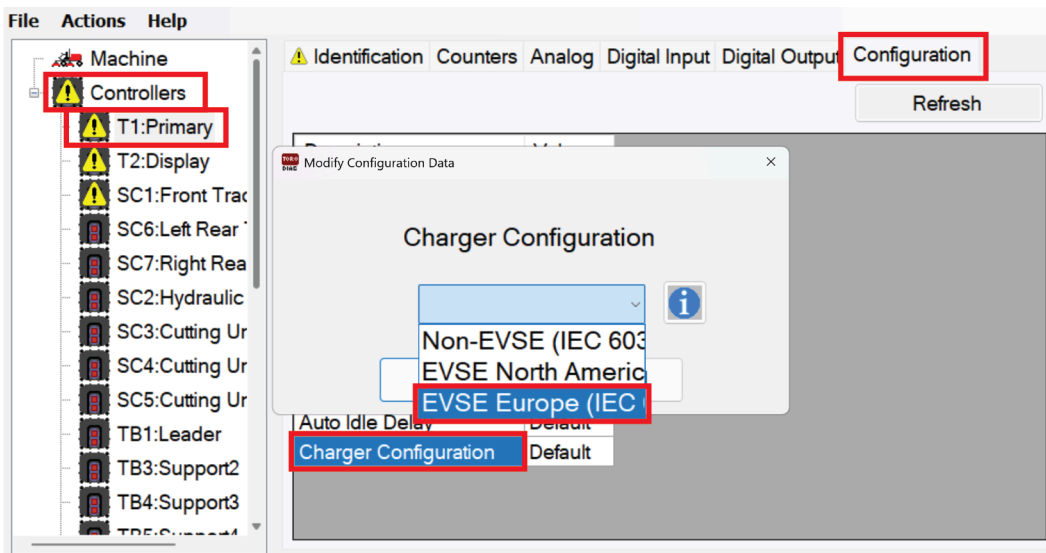 File Actions Help
Machine
Controllers
T1:Primary
T2:Display
SC1:Front Trac
SC6:Left Rear
SC7:Right Rea
SC2:Hydraulic
SC3:Cutting Ur
SC4:Cutting Ur
SC5:Cutting Ur
TB1:Leader
TB3:Support2
TB4:Support3
Identification Counters Analog Digital Input Digital Output Configuration
Refresh
TORO DIAG
Modify Configuration Data
Charger Configuration
Non-EVSE (IEC 603
EVSE North Americ
EVSE Europe (IEC
Auto Idle Delay Default
Charger Configuration Default